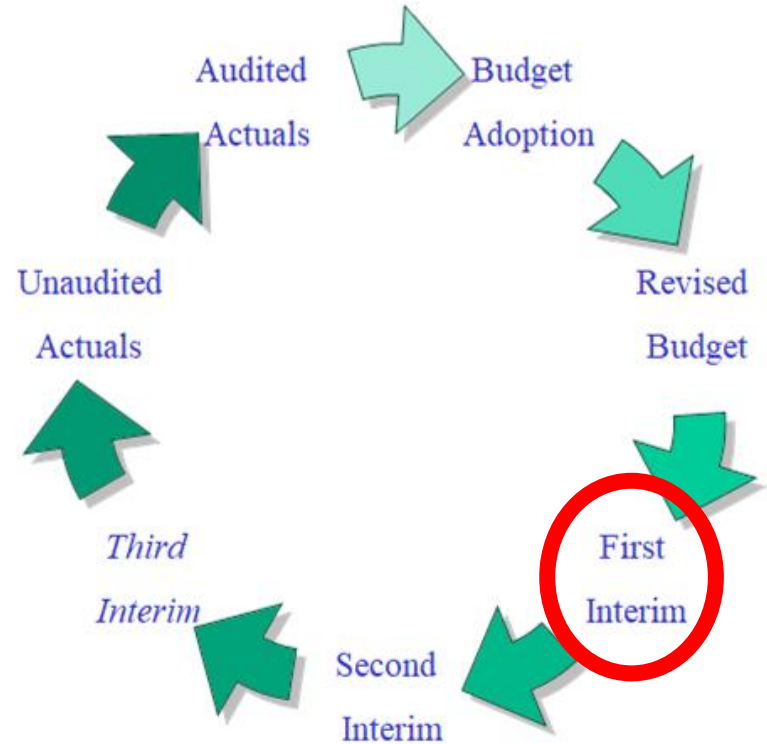 Audited
Actuals
Budget
Adoption
Revised
Budget
First
Interim
Second
Interim
Third
Interim
Unaudited
Actuals